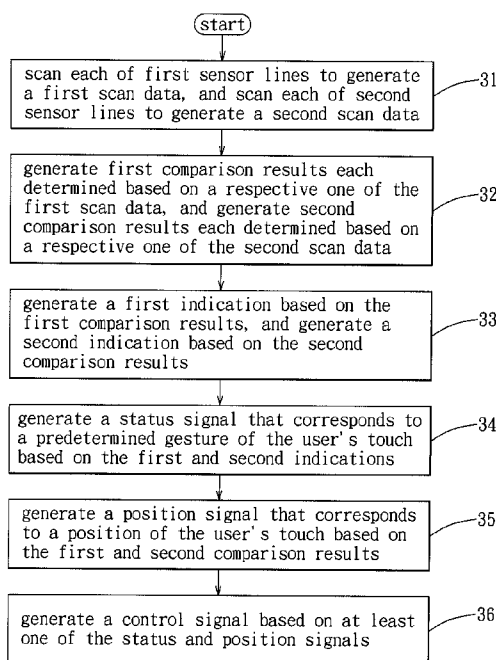 start
scan each of first sensor lines to generate
a first scan data, and scan each of second
sensor lines to generate a second scan data
31
generate first comparison results each
determined based on a respective one of the
first scan data, and generate second
comparison results each determined based on
a respective one of the second scan data
32
generate a first indication based on the
first comparison results, and generate a
second indication based on the second
comparison results
33
generate a status signal that corresponds to
a predetermined gesture of the user's touch
based on the first and second indications
34
generate a position signal that corresponds
to a position of the user's touch based on
the first and second comparison results
35
generate a control signal based on at least
one of the status and position signals
36